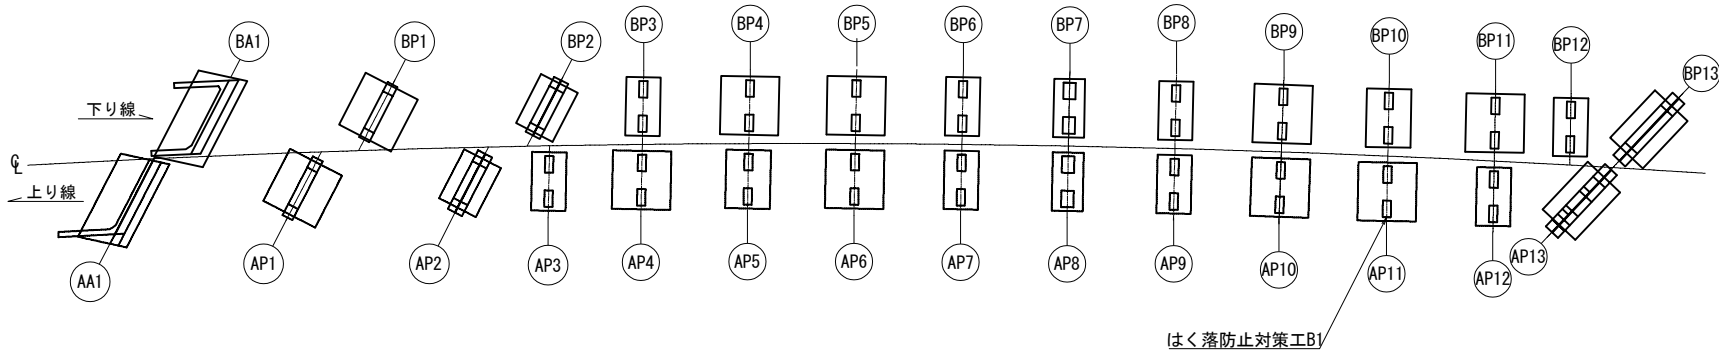 BA1
BP1
BP2
BP3
BP4
BP5
BP6
BP7
BP8
BP9
BP10
BP11
BP12
BP13
下り線
℄
上り線
AA1
AP1
AP2
AP3
AP4
AP5
AP6
AP7
AP8
AP9
AP10
AP11
AP12
AP13
はく落防止対策工B1